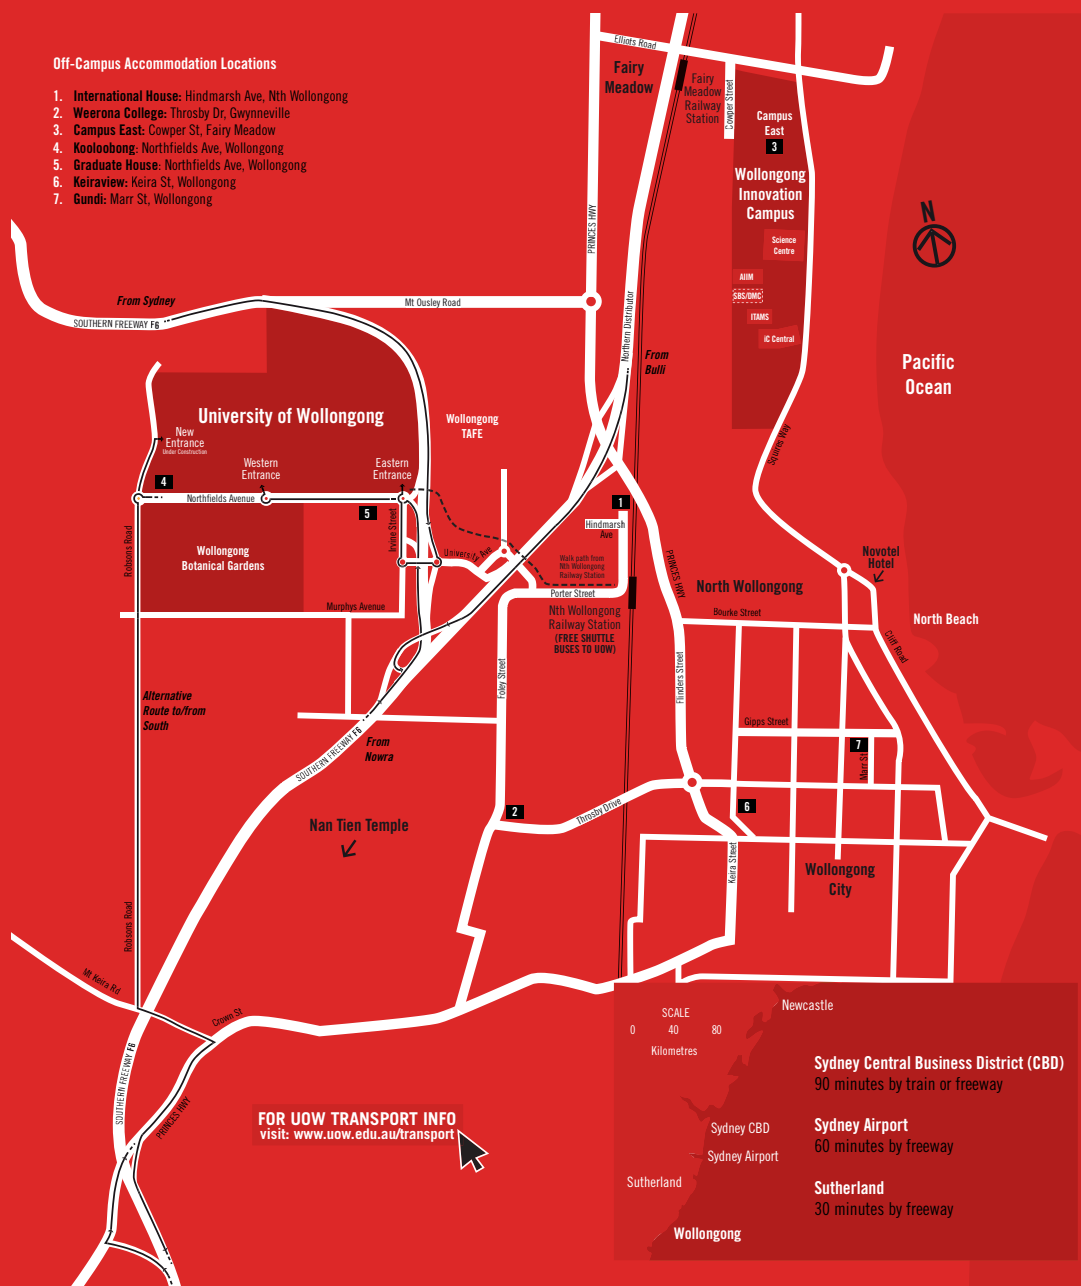 Off-Campus Accommodation Locations
1. International House: Hindmarsh Ave, Nth Wollongong
2. Weerona College: Throsby Dr, Gwynneville
3. Campus East: Cowper St, Fairy Meadow
4. Kooloobong: Northfields Ave, Wollongong
5. Graduate House: Northfields Ave, Wollongong
6. Keiraview: Keira St, Wollongong
7. Gundi: Marr St, Wollongong
Elliots Road
Fairy
Meadow
Fairy
Meadow
Railway
Station
Cowper Street
Campus
East
3
Wollongong
Innovation
Campus
Science
Centre
AIIM
SBS/DMC
ITAMS
iC Central
N
PRINCES HWY
Northern Distributor
From Sydney
SOUTHERN FREEWAY F6
Mt Ousley Road
From
Bulli
Pacific
Ocean
University of Wollongong
Wollongong
TAFE
New
Entrance
Under Construction
Western
Entrance
Eastern
Entrance
Squires Way
4
Northfields Avenue
5
Irvine Street
1
Hindmarsh
Ave
Robsons Road
Wollongong
Botanical Gardens
University Ave
Walk path from
Nth Wollongong
Railway Station
PRINCES HWY
Novotel
Hotel
North Wollongong
Porter Street
Murphys Avenue
Nth Wollongong
Railway Station
(FREE SHUTTLE
BUSES TO UOW)
Bourke Street
North Beach
Cliff Road
Foley Street
Flinders Street
Alternative
Route to/from
South
Gipps Street
From
Nowra
SOUTHERN FREEWAY F6
7
Marr St
2
6
Throsby Drive
Nan Tien Temple
Keira Street
Wollongong
City
Robsons Road
Mt Keira Rd
Crown St
SOUTHERN FREEWAY F6
PRINCES HWY
FOR UOW TRANSPORT INFO
visit: www.uow.edu.au/transport
SCALE
0 40 80
Kilometres
Newcastle
Sydney CBD
Sydney Airport
Sutherland
Wollongong
Sydney Central Business District (CBD)
90 minutes by train or freeway
Sydney Airport
60 minutes by freeway
Sutherland
30 minutes by freeway